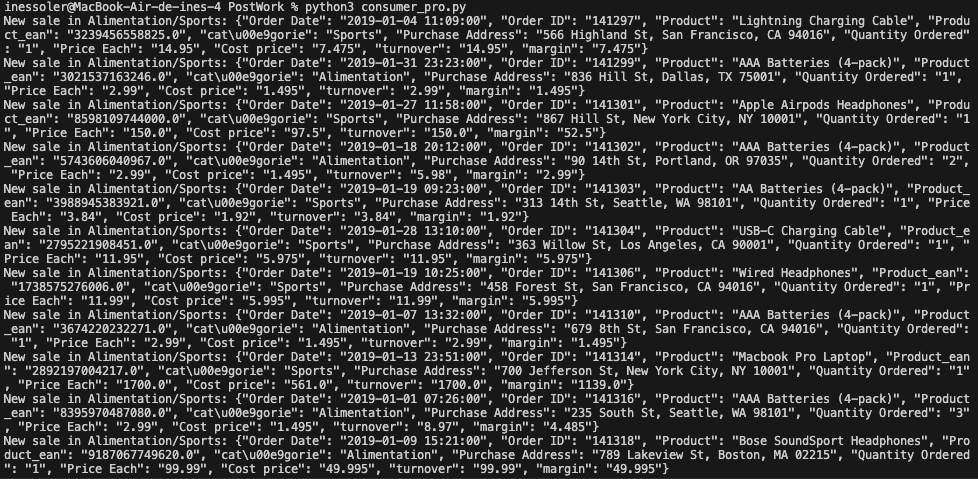 inessoler@MacBook-Air-de-ines-4 PostWork % python3 consumer_pro.py
New sale in Alimentation/Sports: {"Order Date": "2019-01-04 11:09:00", "Order ID": "141297", "Product": "Lightning Charging Cable", "Produ
ct_ean": "3239456558825.0", "cat\u00e9gorie": "Sports", "Purchase Address": "566 Highland St, San Francisco, CA 94016", "Quantity Ordered"
: "1", "Price Each": "14.95", "Cost price": "7.475", "turnover": "14.95", "margin": "7.475"}
New sale in Alimentation/Sports: {"Order Date": "2019-01-31 23:23:00", "Order ID": "141299", "Product": "AAA Batteries (4-pack)", "Product
_ean": "3021537163246.0", "cat\u00e9gorie": "Alimentation", "Purchase Address": "836 Hill St, Dallas, TX 75001", "Quantity Ordered": "1",
"Price Each": "2.99", "Cost price": "1.495", "turnover": "2.99", "margin": "1.495"}
New sale in Alimentation/Sports: {"Order Date": "2019-01-27 11:58:00", "Order ID": "141301", "Product": "Apple Airpods Headphones", "Produ
ct_ean": "8598109744000.0", "cat\u00e9gorie": "Sports", "Purchase Address": "867 Hill St, New York City, NY 10001", "Quantity Ordered": "1
", "Price Each": "150.0", "Cost price": "97.5", "turnover": "150.0", "margin": "52.5"}
New sale in Alimentation/Sports: {"Order Date": "2019-01-18 20:12:00", "Order ID": "141302", "Product": "AAA Batteries (4-pack)", "Product
_ean": "5743606040967.0", "cat\u00e9gorie": "Alimentation", "Purchase Address": "90 14th St, Portland, OR 97035", "Quantity Ordered": "2",
"Price Each": "2.99", "Cost price": "1.495", "turnover": "5.98", "margin": "2.99"}
New sale in Alimentation/Sports: {"Order Date": "2019-01-19 09:23:00", "Order ID": "141303", "Product": "AA Batteries (4-pack)", "Product_
ean": "3988945383921.0", "cat\u00e9gorie": "Sports", "Purchase Address": "313 14th St, Seattle, WA 98101", "Quantity Ordered": "1", "Price
Each": "3.84", "Cost price": "1.92", "turnover": "3.84", "margin": "1.92"}
New sale in Alimentation/Sports: {"Order Date": "2019-01-28 13:10:00", "Order ID": "141304", "Product": "USB-C Charging Cable", "Product_e
an": "2795221908451.0", "cat\u00e9gorie": "Sports", "Purchase Address": "363 Willow St, Los Angeles, CA 90001", "Quantity Ordered": "1", "
Price Each": "11.95", "Cost price": "5.975", "turnover": "11.95", "margin": "5.975"}
New sale in Alimentation/Sports: {"Order Date": "2019-01-19 10:25:00", "Order ID": "141306", "Product": "Wired Headphones", "Product_ean":
"1738575276006.0", "cat\u00e9gorie": "Sports", "Purchase Address": "458 Forest St, San Francisco, CA 94016", "Quantity Ordered": "1", "Pr
ice Each": "11.99", "Cost price": "5.995", "turnover": "11.99", "margin": "5.995"}
New sale in Alimentation/Sports: {"Order Date": "2019-01-07 13:32:00", "Order ID": "141310", "Product": "AAA Batteries (4-pack)", "Product
_ean": "3674220232271.0", "cat\u00e9gorie": "Alimentation", "Purchase Address": "679 8th St, San Francisco, CA 94016", "Quantity Ordered":
"1", "Price Each": "2.99", "Cost price": "1.495", "turnover": "2.99", "margin": "1.495"}
New sale in Alimentation/Sports: {"Order Date": "2019-01-13 23:51:00", "Order ID": "141314", "Product": "Macbook Pro Laptop", "Product_ean
": "2892197004217.0", "cat\u00e9gorie": "Sports", "Purchase Address": "700 Jefferson St, New York City, NY 10001", "Quantity Ordered": "1"
, "Price Each": "1700.0", "Cost price": "561.0", "turnover": "1700.0", "margin": "1139.0"}
New sale in Alimentation/Sports: {"Order Date": "2019-01-01 07:26:00", "Order ID": "141316", "Product": "AAA Batteries (4-pack)", "Product
_ean": "8395970487080.0", "cat\u00e9gorie": "Alimentation", "Purchase Address": "235 South St, Seattle, WA 98101", "Quantity Ordered": "3"
, "Price Each": "2.99", "Cost price": "1.495", "turnover": "8.97", "margin": "4.485"}
New sale in Alimentation/Sports: {"Order Date": "2019-01-09 15:21:00", "Order ID": "141318", "Product": "Bose SoundSport Headphones", "Pro
duct_ean": "9187067749620.0", "cat\u00e9gorie": "Sports", "Purchase Address": "789 Lakeview St, Boston, MA 02215", "Quantity Ordered
": "1", "Price Each": "99.99", "Cost price": "49.995", "turnover": "99.99", "margin": "49.995"}